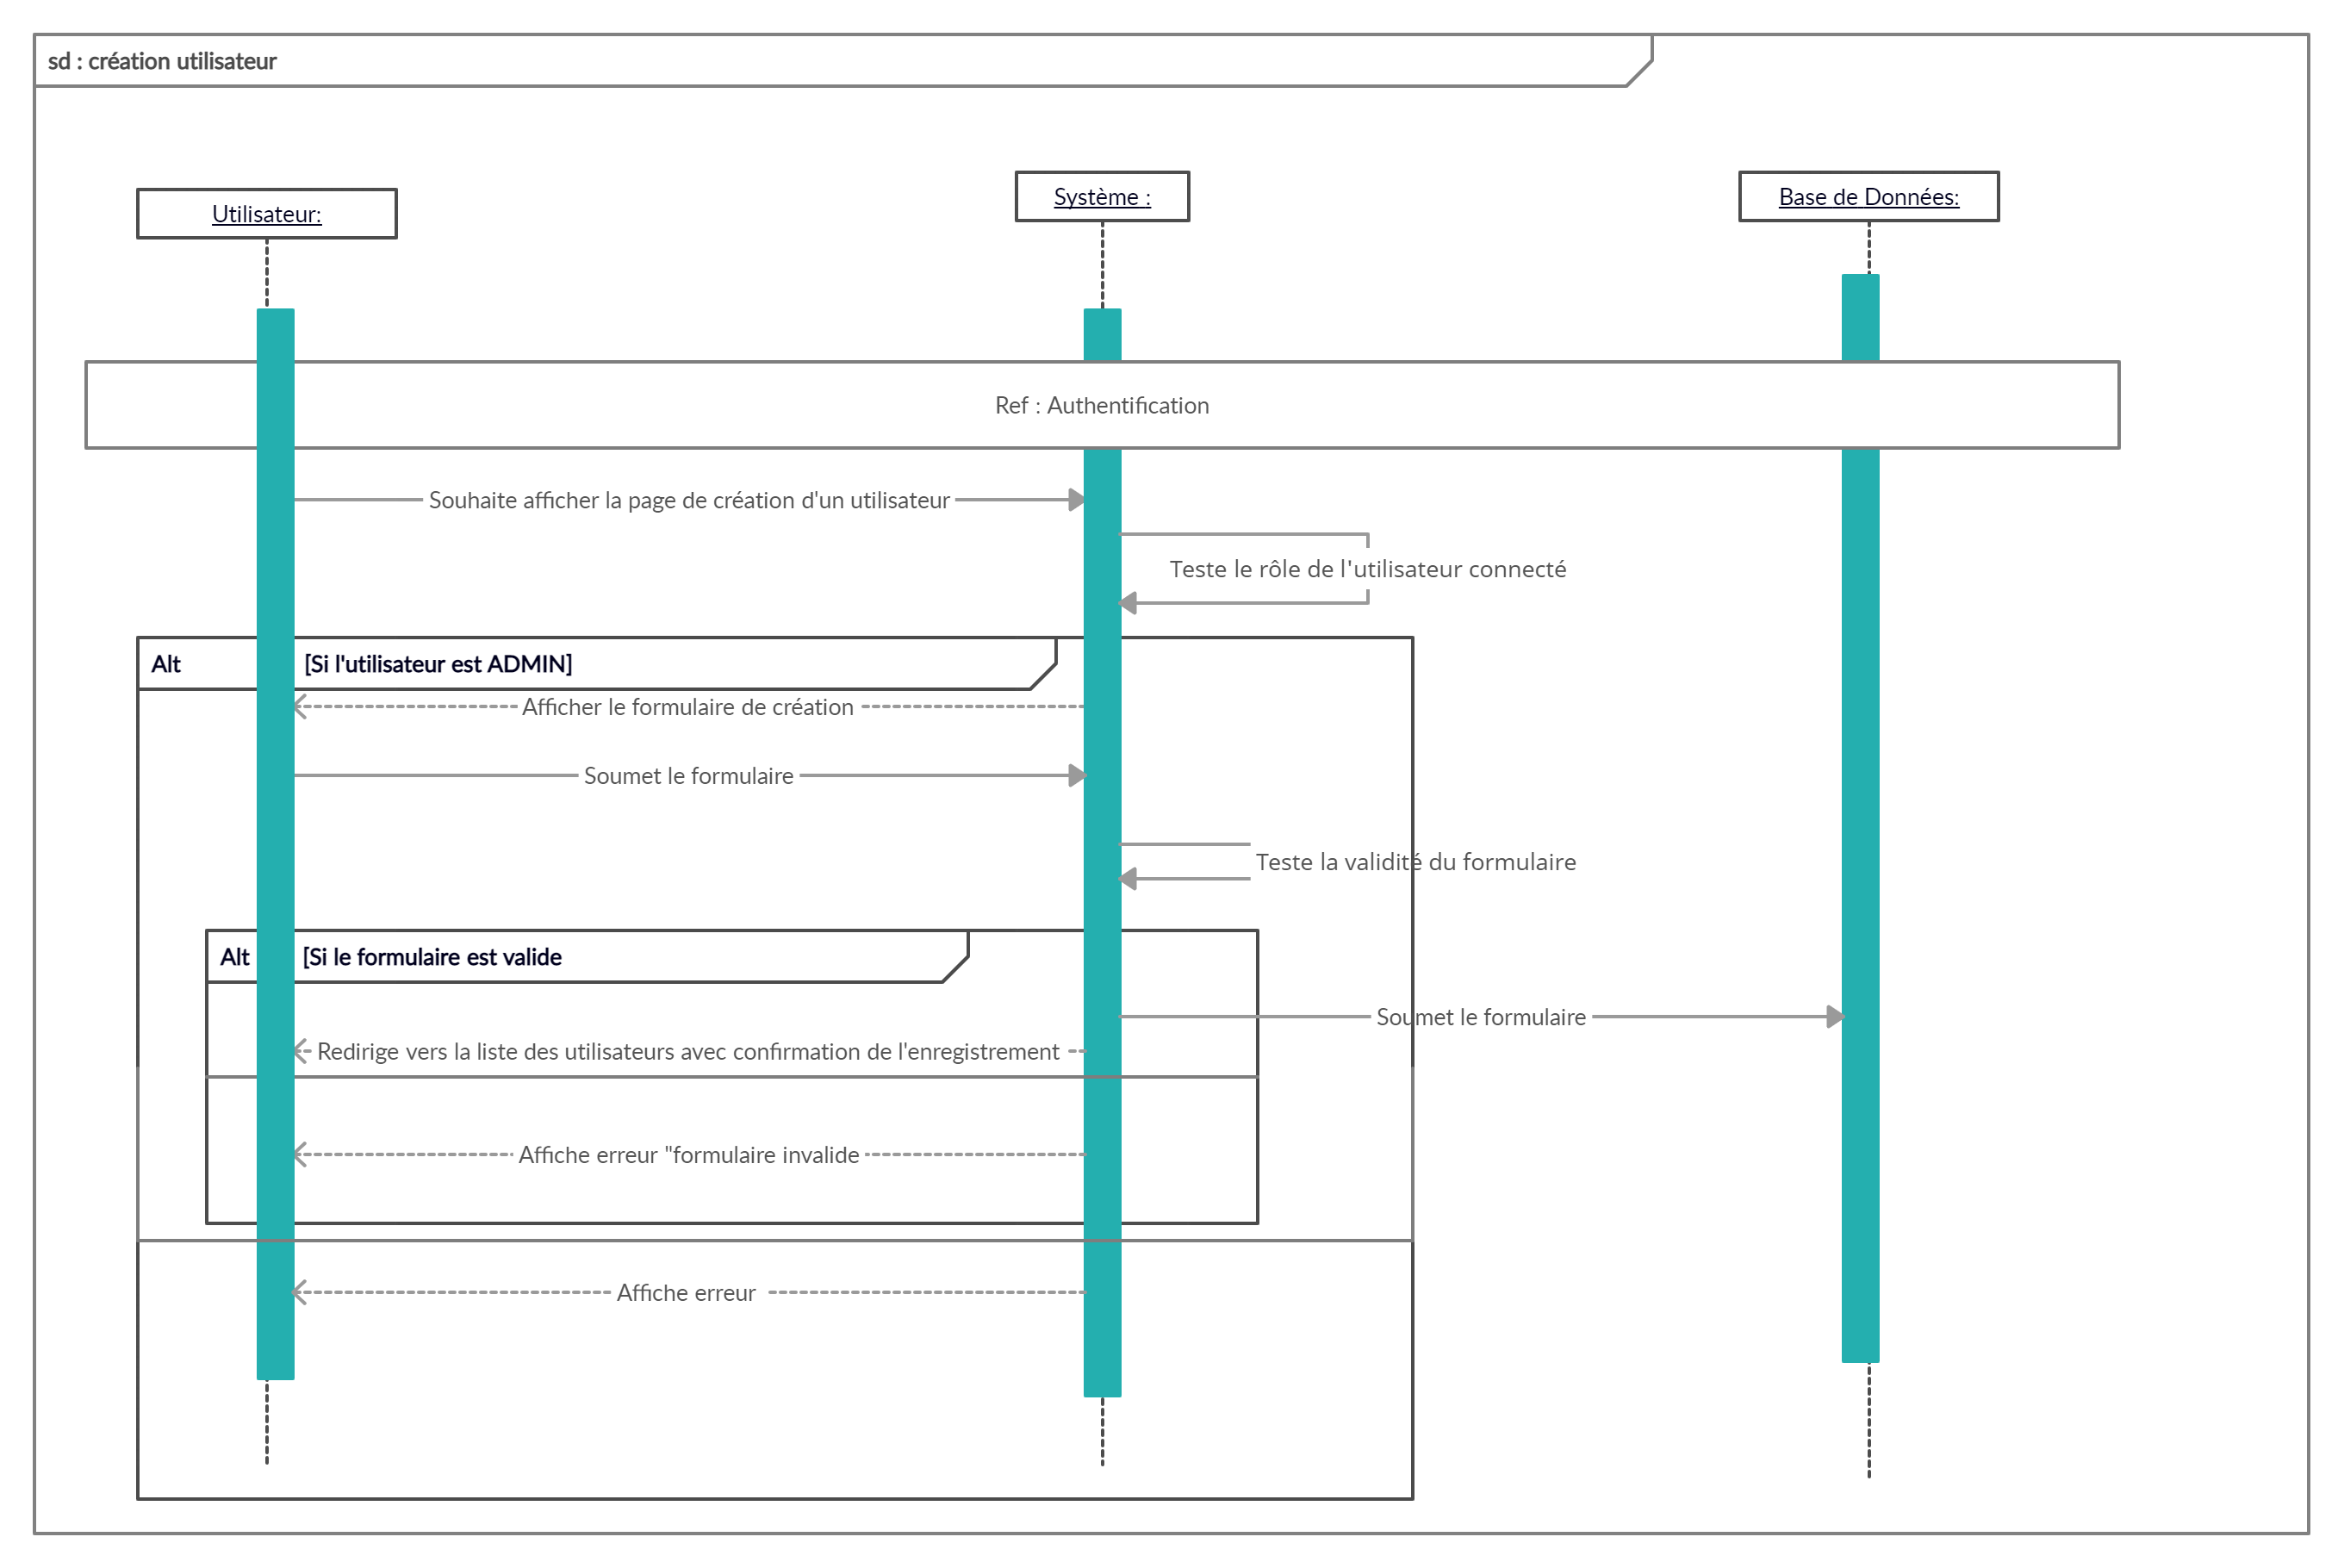 sd : création utilisateur
Utilisateur:
Système :
Base de Données:
Ref : Authentification
Souhaite afficher la page de création d'un utilisateur
Teste le rôle de l'utilisateur connecté
Alt [Si l'utilisateur est ADMIN]
Afficher le formulaire de création
Soumet le formulaire
Teste la validité du formulaire
Alt [Si le formulaire est valide
Soumet le formulaire
Redirige vers la liste des utilisateurs avec confirmation de l'enregistrement
Affiche erreur "formulaire invalide
Affiche erreur